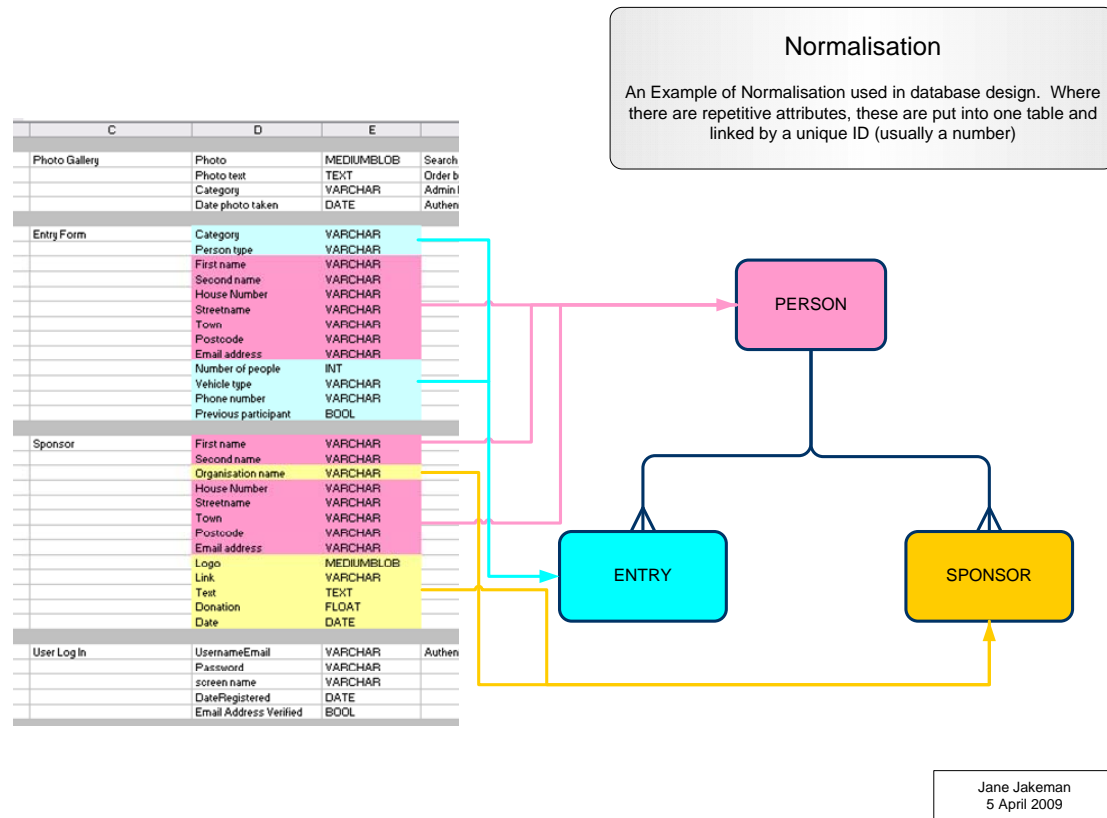 Normalisation
An Example of Normalisation used in database design. Where
there are repetitive attributes, these are put into one table and
linked by a unique ID (usually a number)
C D E
Photo Gallery Photo MEDIUMBLOB Search
Photo text TEXT Order b
Category VARCHAR Admin
Date photo taken DATE Authen
Entry Form Category VARCHAR
Person type VARCHAR
First name VARCHAR
Second name VARCHAR
House Number VARCHAR
Streetname VARCHAR
Town VARCHAR
Postcode VARCHAR
Email address VARCHAR
Number of people INT
Vehicle type VARCHAR
Phone number VARCHAR
Previous participant BOOL
Sponsor First name VARCHAR
Second name VARCHAR
Organisation name VARCHAR
House Number VARCHAR
Streetname VARCHAR
Town VARCHAR
Postcode VARCHAR
Email address VARCHAR
Logo MEDIUMBLOB
Link VARCHAR
Text TEXT
Donation FLOAT
Date DATE
User Log In UsernameEmail VARCHAR Authen
Password VARCHAR
screen name VARCHAR
DateRegistered DATE
Email Address Verified BOOL
PERSON
ENTRY
SPONSOR
Jane Jakeman
5 April 2009